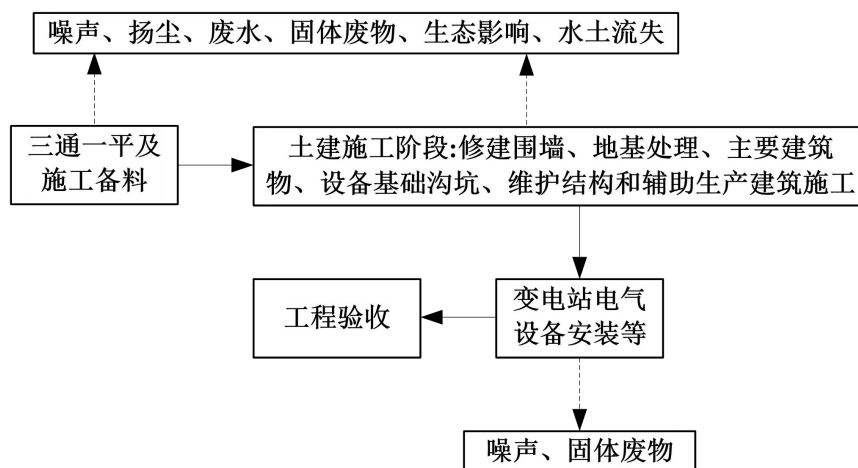 噪声、扬尘、废水、固体废物、生态影响、水土流失
三通一平及
施工备料
土建施工阶段:修建围墙、地基处理、主要建筑
物、设备基础沟坑、维护结构和辅助生产建筑施工
工程验收
变电站电气
设备安装等
噪声、固体废物